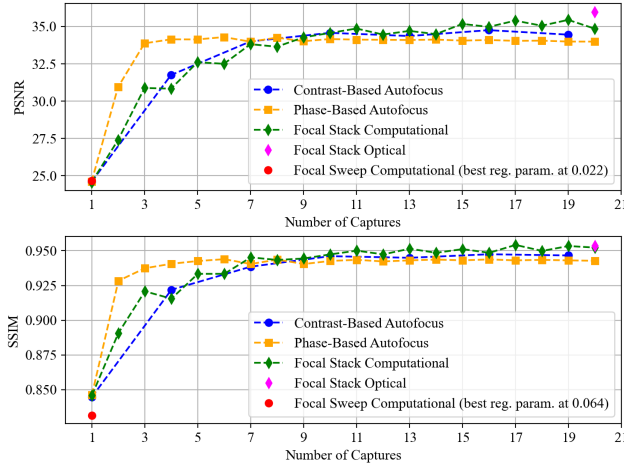 35.0
32.5
30.0
27.5
25.0
PSNR
Contrast-Based Autofocus
Phase-Based Autofocus
Focal Stack Computational
Focal Stack Optical
Focal Sweep Computational (best reg. param. at 0.022)
1 3 5 7 9 11 13 15 17 19 21
Number of Captures
0.950
0.925
0.900
0.875
0.850
SSIM
Contrast-Based Autofocus
Phase-Based Autofocus
Focal Stack Computational
Focal Stack Optical
Focal Sweep Computational (best reg. param. at 0.064)
1 3 5 7 9 11 13 15 17 19 21
Number of Captures